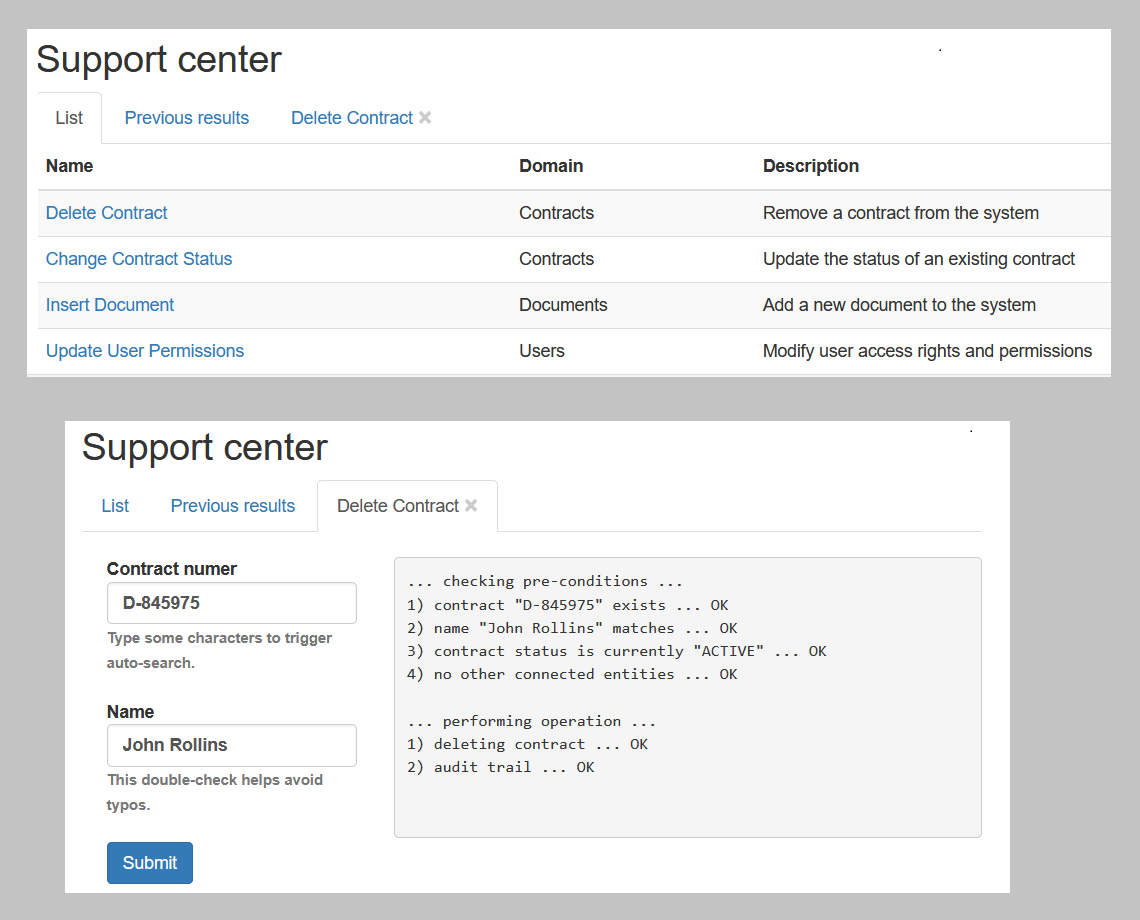 Support center
List Previous results Delete Contract ×
Name Domain Description
Delete Contract Contracts Remove a contract from the system
Change Contract Status Contracts Update the status of an existing contract
Insert Document Documents Add a new document to the system
Update User Permissions Users Modify user access rights and permissions
Support center
List Previous results Delete Contract ×
Contract numer
D-845975
Type some characters to trigger
auto-search.
Name
John Rollins
This double-check helps avoid
typos.
Submit
... checking pre-conditions ...
1) contract "D-845975" exists ... OK
2) name "John Rollins" matches ... OK
3) contract status is currently "ACTIVE" ... OK
4) no other connected entities ... OK
... performing operation ...
1) deleting contract ... OK
2) audit trail ... OK